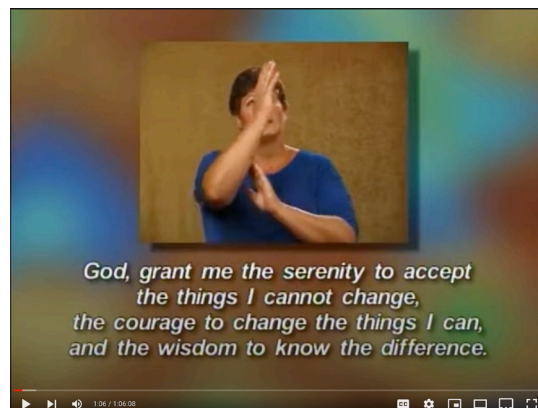 God, grant me the serenity to accept
the things I cannot change,
the courage to change the things I can,
and the wisdom to know the difference.
1:06 / 1:06:08
CC